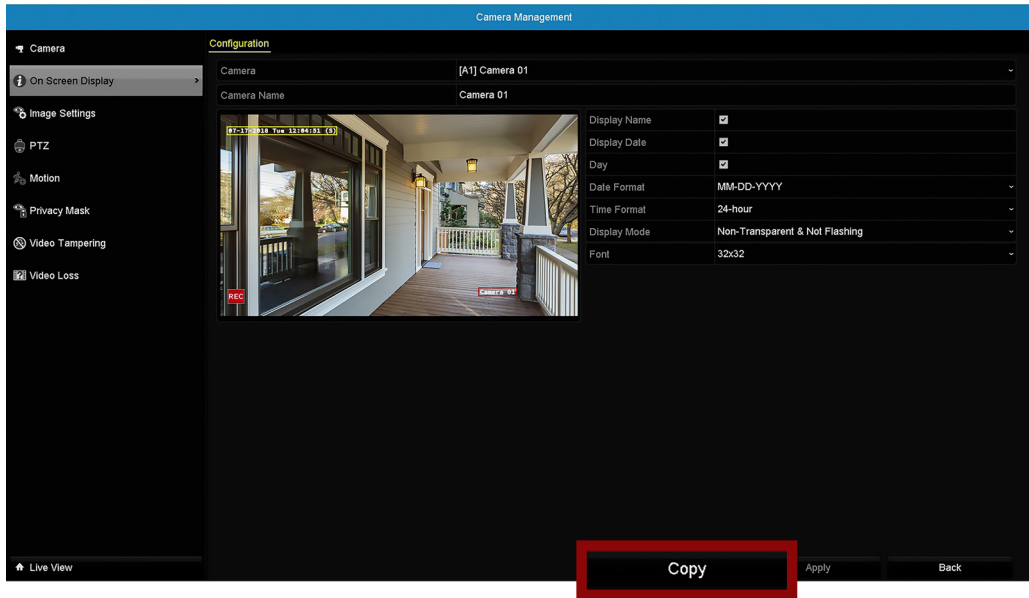 Camera Management
Camera
On Screen Display
Image Settings
PTZ
Motion
Privacy Mask
Video Tampering
Video Loss
Live View
Configuration
Camera [A1] Camera 01
Camera Name Camera 01
07-17-2018 Tue 12:04:31 (S)
REC
Camera 01
Display Name
Display Date
Day
Date Format MM-DD-YYYY
Time Format 24-hour
Display Mode Non-Transparent & Not Flashing
Font 32x32
Copy Apply Back